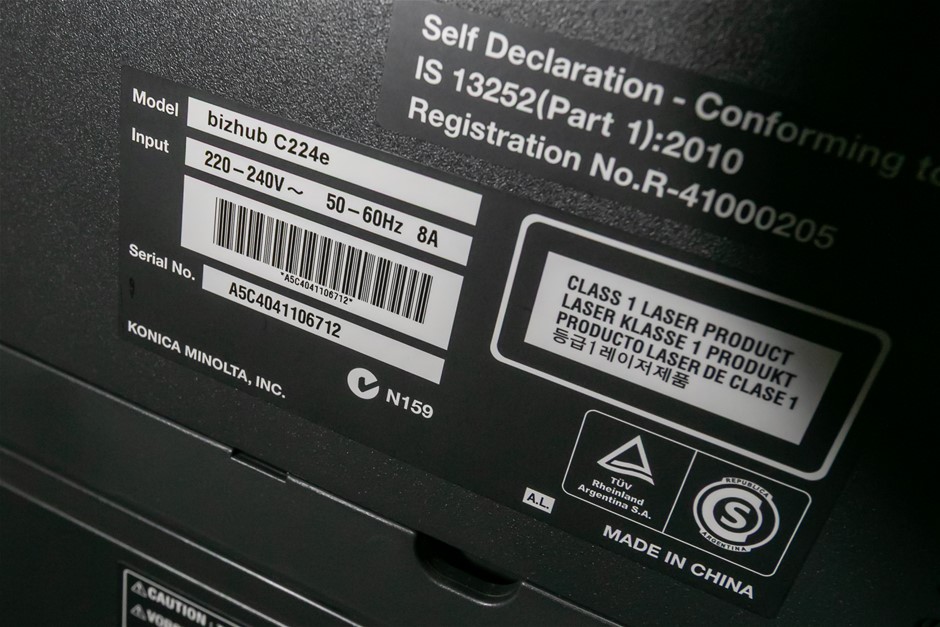 Self Declaration - Conforming to
IS 13252(Part 1):2010
Registration No.R-41000205
Model bizhub C224e
Input 220–240V～ 50–60Hz 8A
*A5C4041106712*
Serial No. A5C4041106712
KONICA MINOLTA, INC.
N159
CLASS 1 LASER PRODUCT
LASER KLASSE 1 PRODUKT
PRODUCTO LASER DE CLASE 1
등급 1 레이저 제품
TÜV
Rheinland
Argentina S.A.
REPUBLICA
S
ARGENTINA
A.L.
MADE IN CHINA
CAUTION